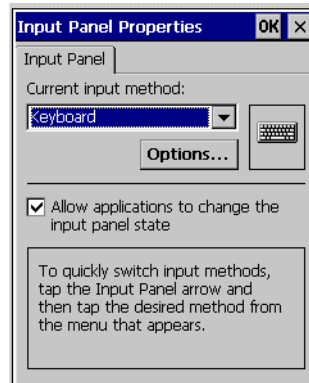 Input Panel Properties OK ×
Input Panel
Current input method:
Keyboard
Options...
Allow applications to change the
input panel state
To quickly switch input methods,
tap the Input Panel arrow and
then tap the desired method from
the menu that appears.